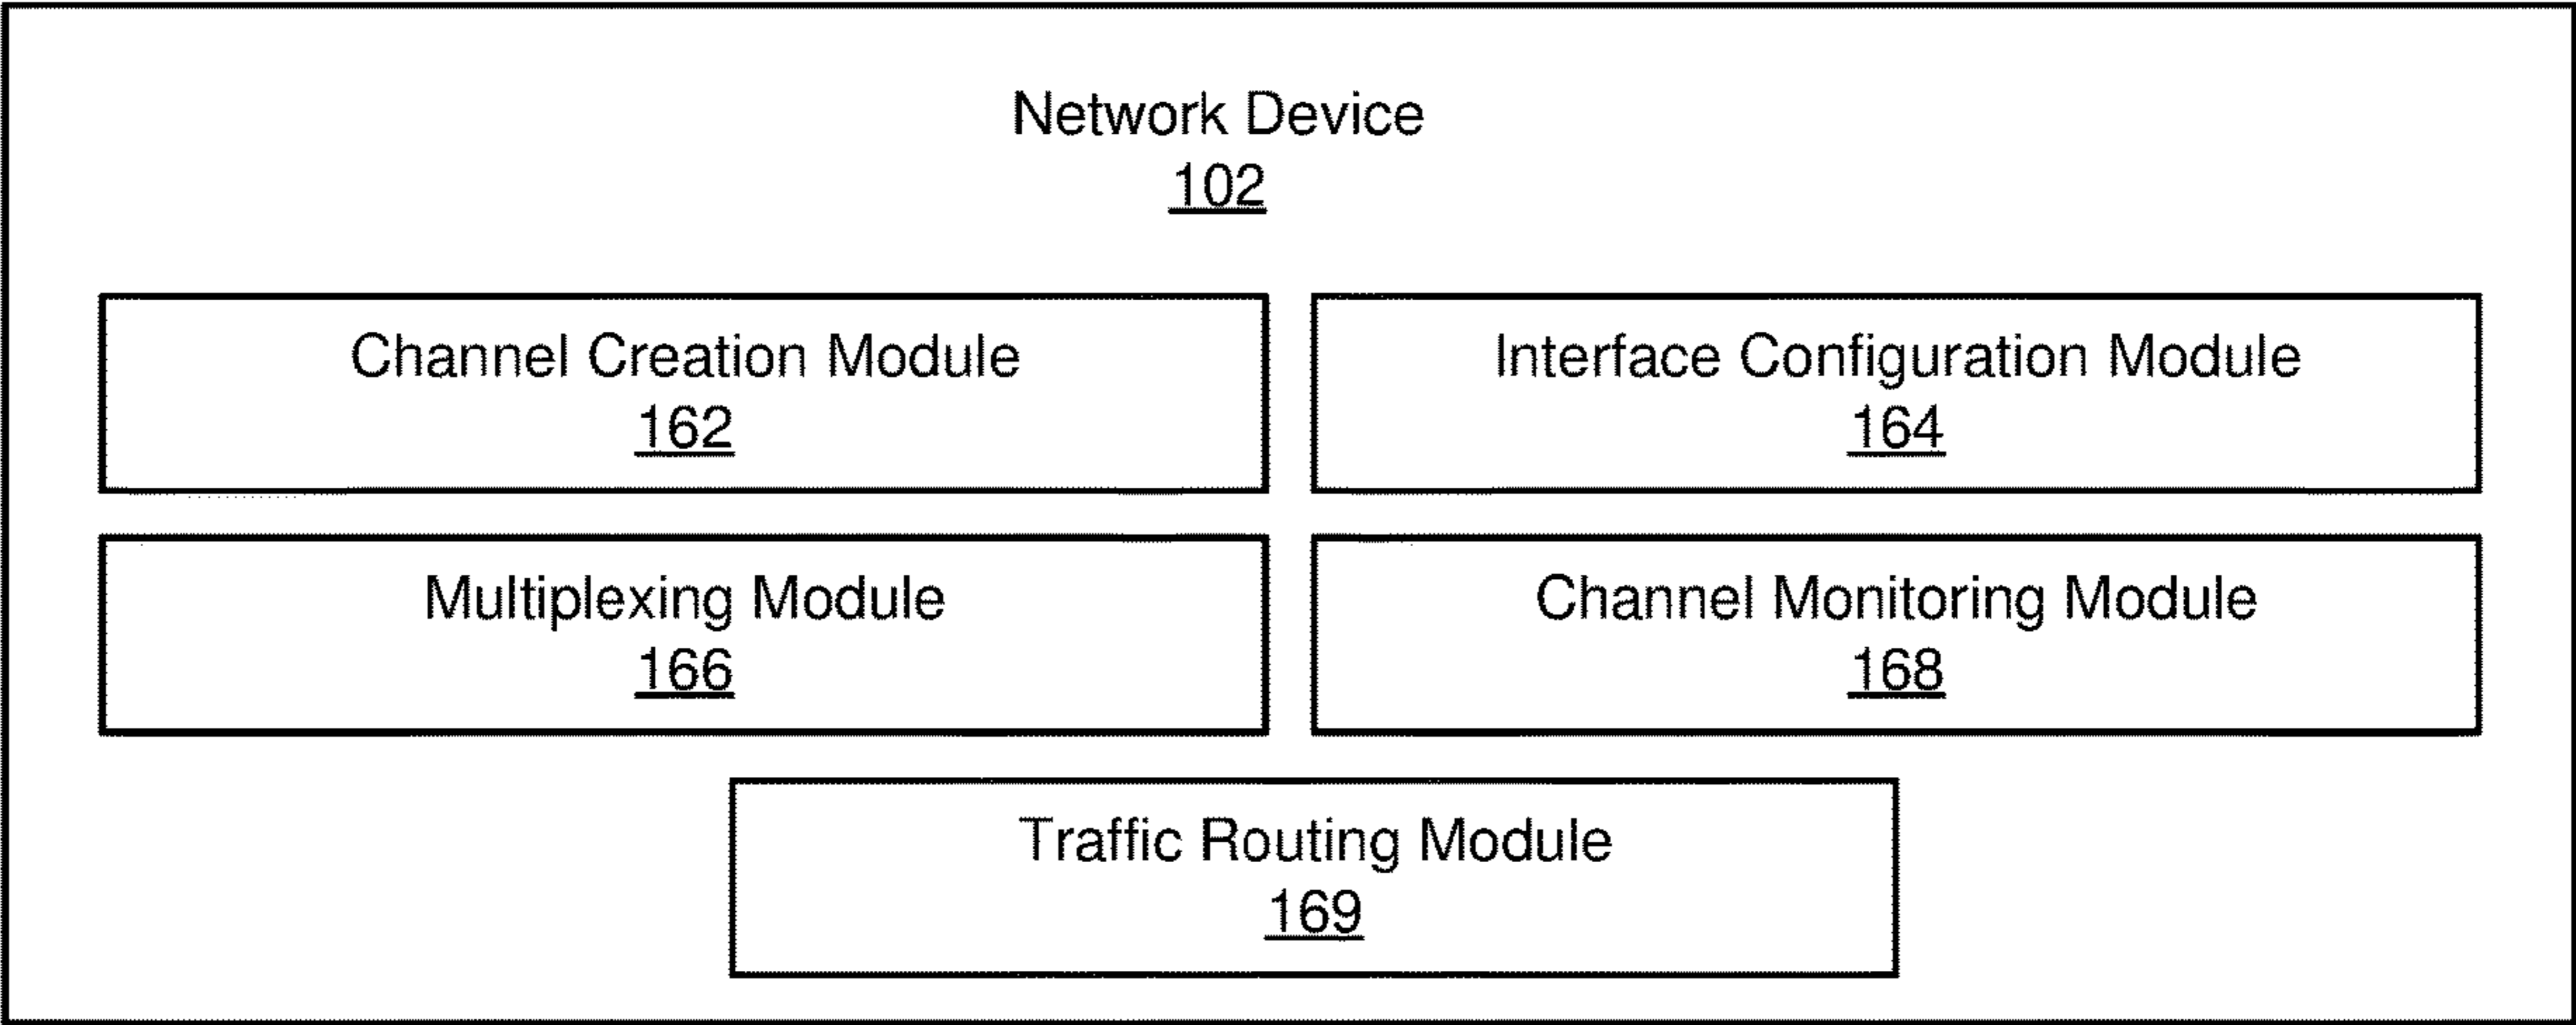 Network Device
102
Channel Creation Module
162
Interface Configuration Module
164
Multiplexing Module
166
Channel Monitoring Module
168
Traffic Routing Module
169